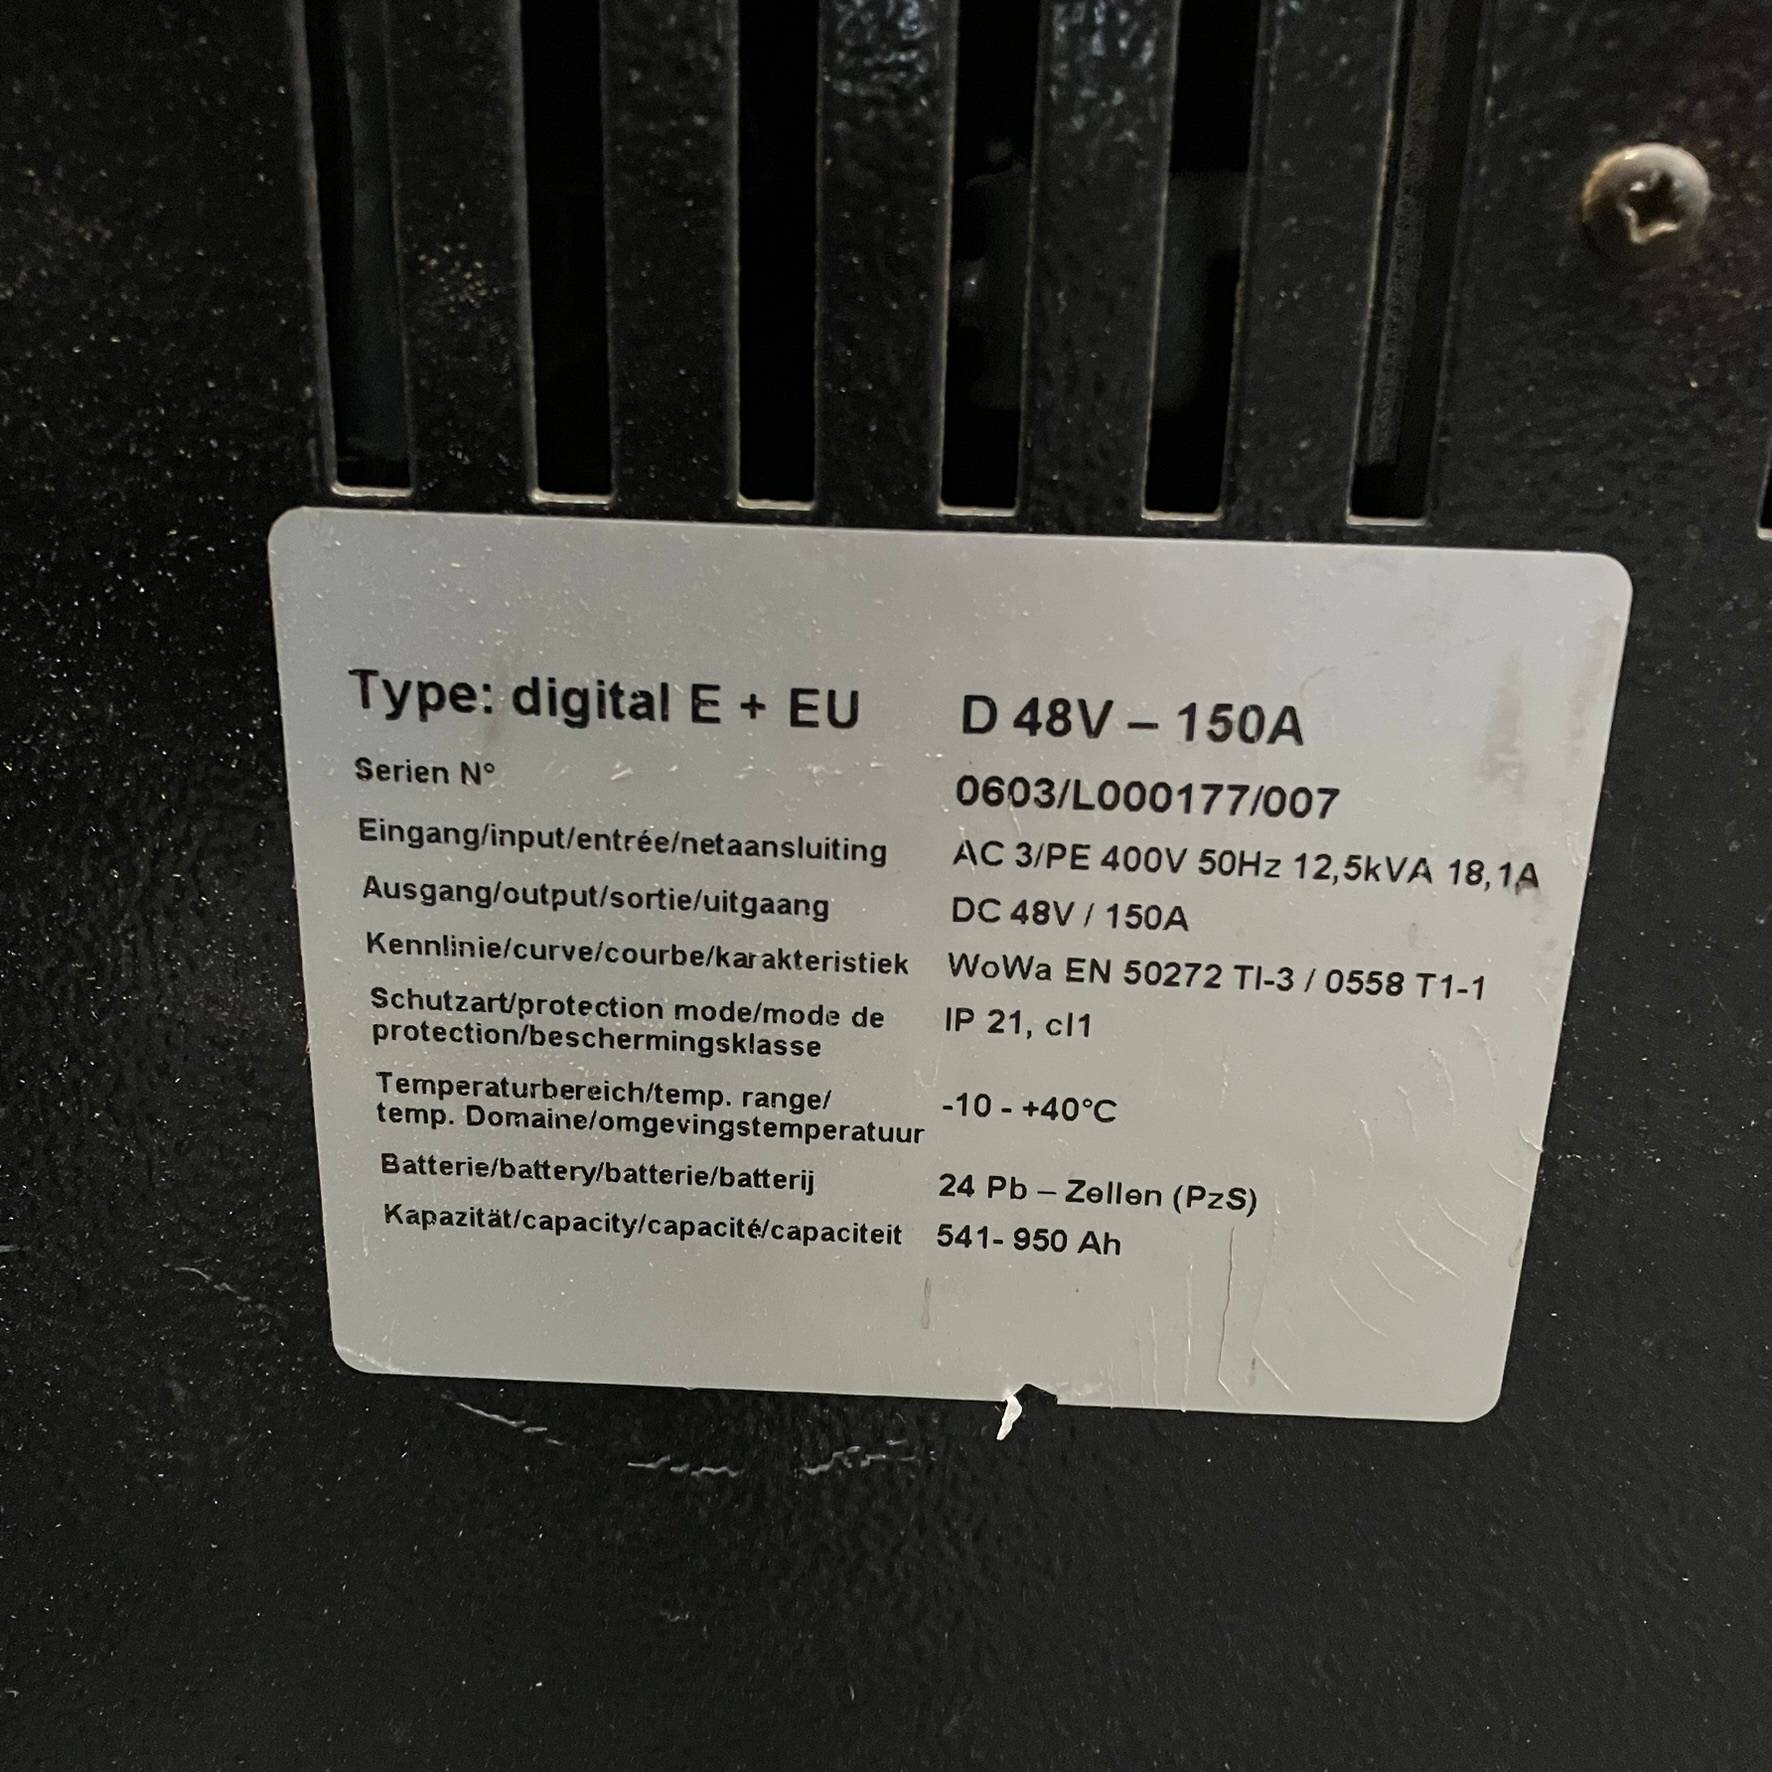 Type: digital E + EU D 48V – 150A
Serien N° 0603/L000177/007
Eingang/input/entrée/netaansluiting AC 3/PE 400V 50Hz 12,5kVA 18,1A
Ausgang/output/sortie/uitgaang DC 48V / 150A
Kennlinie/curve/courbe/karakteristiek WoWa EN 50272 TI-3 / 0558 T1-1
Schutzart/protection mode/mode de IP 21, cl1
protection/beschermingsklasse
Temperaturbereich/temp. range/ -10 - +40°C
temp. Domaine/omgevingstemperatuur
Batterie/battery/batterie/batterij 24 Pb – Zellen (PzS)
Kapazität/capacity/capacité/capaciteit 541- 950 Ah